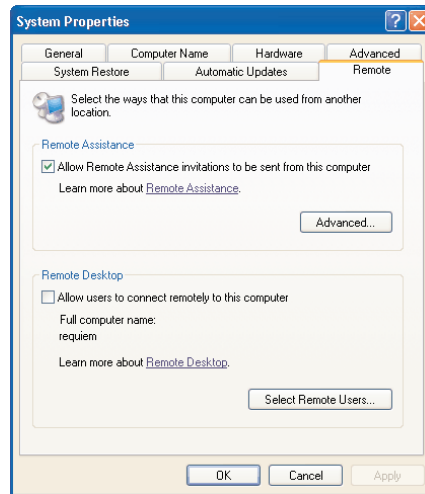 System Properties
General Computer Name Hardware Advanced
System Restore Automatic Updates Remote
Select the ways that this computer can be used from another
location.
Remote Assistance
Allow Remote Assistance invitations to be sent from this computer
Learn more about Remote Assistance.
Advanced...
Remote Desktop
Allow users to connect remotely to this computer
Full computer name:
requiem
Learn more about Remote Desktop.
Select Remote Users...
OK Cancel Apply